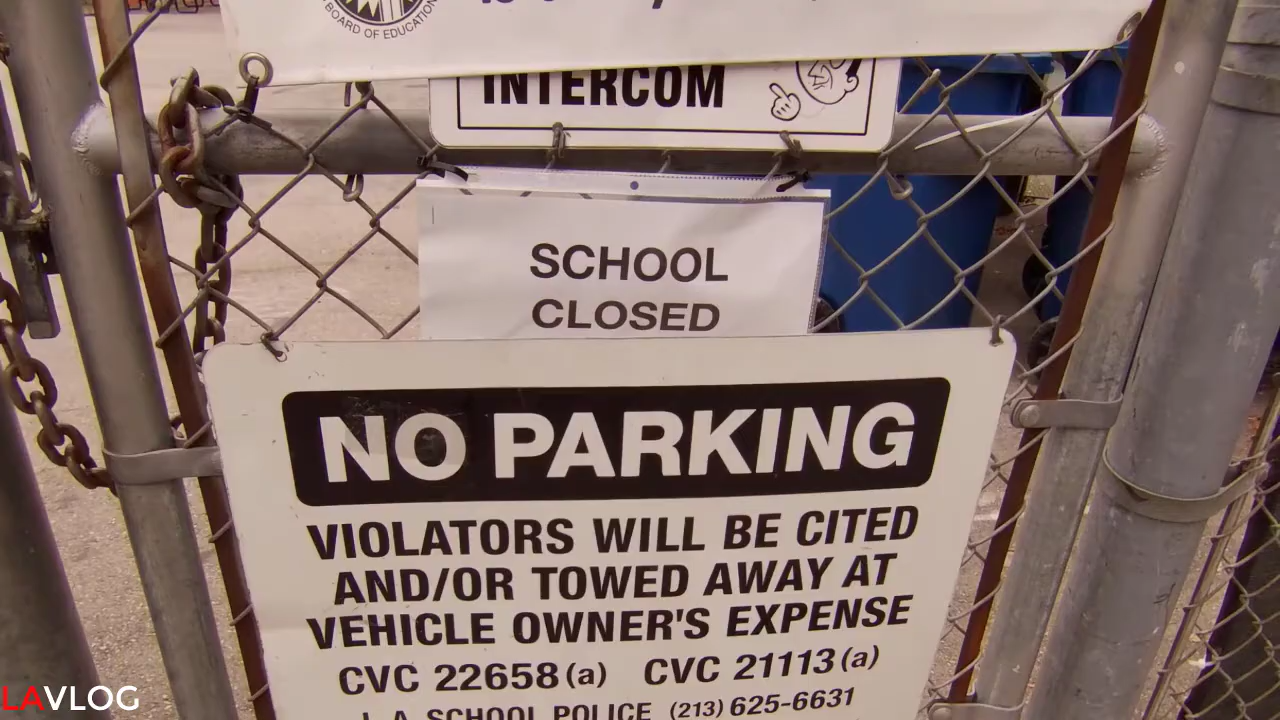 BOARD OF EDUCATION
INTERCOM
SCHOOL
CLOSED
NO PARKING
VIOLATORS WILL BE CITED
AND/OR TOWED AWAY AT
VEHICLE OWNER'S EXPENSE
CVC 22658 (a) CVC 21113 (a)
L.A. SCHOOL POLICE (213) 625-6631
LAVLOG